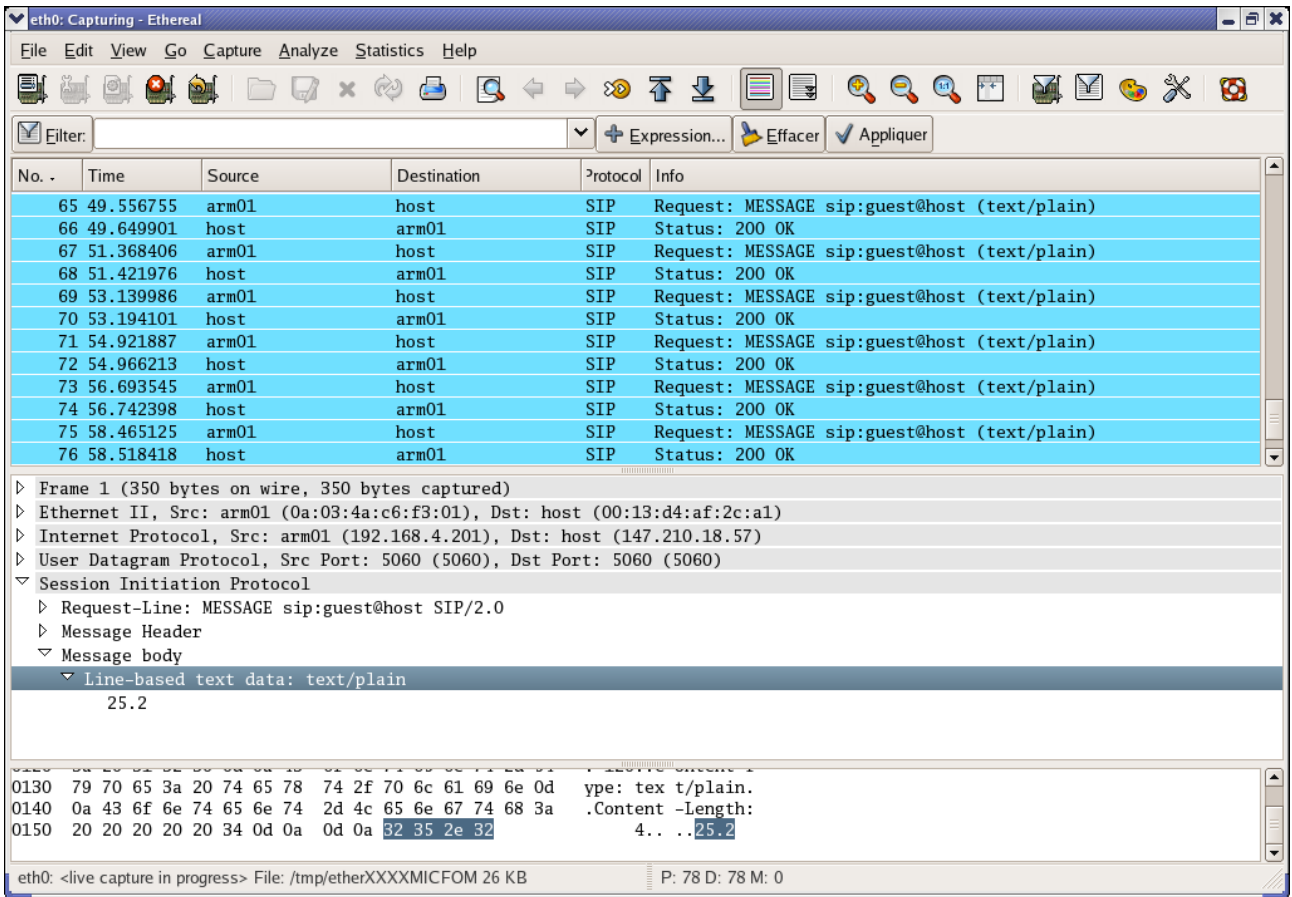 eth0: Capturing - Ethereal
File Edit View Go Capture Analyze Statistics Help
Filter: Expression... Effacer Appliquer
No. Time Source Destination Protocol Info
65 49.556755 arm01 host SIP Request: MESSAGE sip:guest@host (text/plain)
66 49.649901 host arm01 SIP Status: 200 OK
67 51.368406 arm01 host SIP Request: MESSAGE sip:guest@host (text/plain)
68 51.421976 host arm01 SIP Status: 200 OK
69 53.139986 arm01 host SIP Request: MESSAGE sip:guest@host (text/plain)
70 53.194101 host arm01 SIP Status: 200 OK
71 54.921887 arm01 host SIP Request: MESSAGE sip:guest@host (text/plain)
72 54.966213 host arm01 SIP Status: 200 OK
73 56.693545 arm01 host SIP Request: MESSAGE sip:guest@host (text/plain)
74 56.742398 host arm01 SIP Status: 200 OK
75 58.465125 arm01 host SIP Request: MESSAGE sip:guest@host (text/plain)
76 58.518418 host arm01 SIP Status: 200 OK
Frame 1 (350 bytes on wire, 350 bytes captured)
Ethernet II, Src: arm01 (0a:03:4a:c6:f3:01), Dst: host (00:13:d4:af:2c:a1)
Internet Protocol, Src: arm01 (192.168.4.201), Dst: host (147.210.18.57)
User Datagram Protocol, Src Port: 5060 (5060), Dst Port: 5060 (5060)
Session Initiation Protocol
Request-Line: MESSAGE sip:guest@host SIP/2.0
Message Header
Message body
Line-based text data: text/plain
25.2
0130 79 70 65 3a 20 74 65 78 74 2f 70 6c 61 69 6e 0d ype: tex t/plain.
0140 0a 43 6f 6e 74 65 6e 74 2d 4c 65 6e 67 74 68 3a .Content -Length:
0150 20 20 20 20 20 34 0d 0a 0d 0a 32 35 2e 32 4.. ..25.2
eth0: <live capture in progress> File: /tmp/etherXXXXMICFOM 26 KB P: 78 D: 78 M: 0